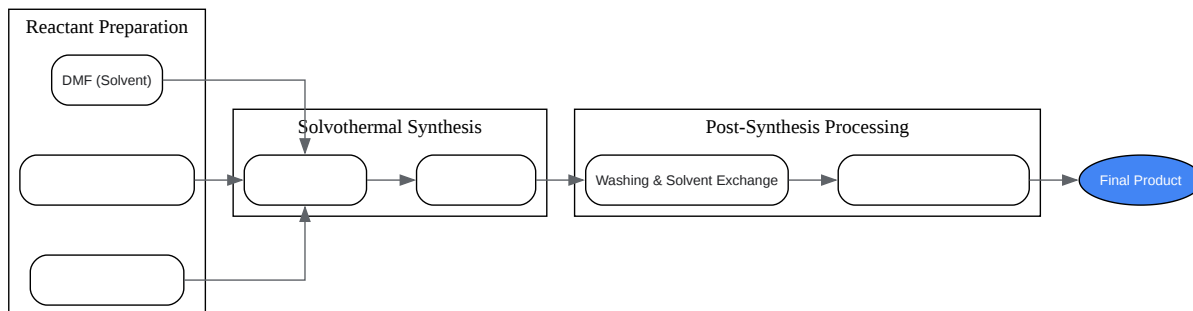 Reactant Preparation
DMF (Solvent)
Solvothermal Synthesis
Post-Synthesis Processing
Washing & Solvent Exchange
Final Product